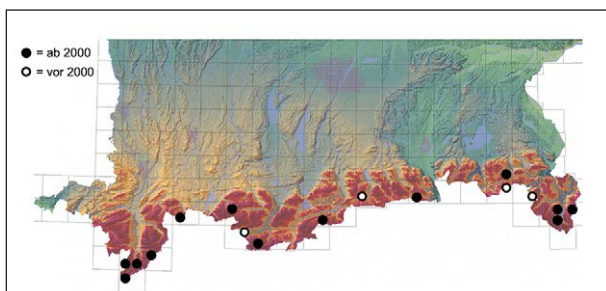 ● = ab 2000
○ = vor 2000